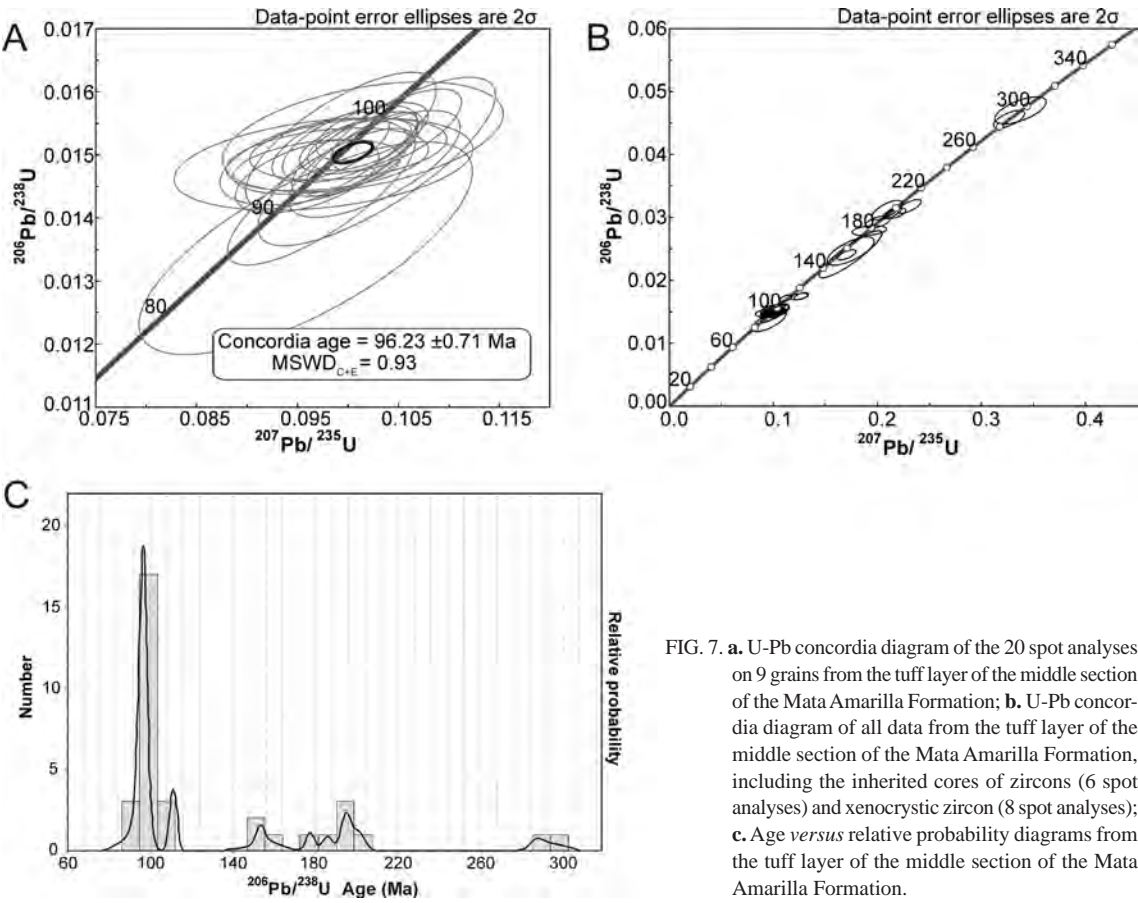 Data-point error ellipses are 2σ
A
0.017
0.016
0.015
0.014
0.013
0.012
0.011
²⁰⁶Pb/²³⁸U
100
90
80
Concordia age = 96.23 ±0.71 Ma
MSWD C+E = 0.93
0.075
0.085
0.095
0.105
0.115
²⁰⁷Pb/ ²³⁵U
Data-point error ellipses are 2σ
B
0.06
0.05
0.04
0.03
0.02
0.01
0.00
²⁰⁶Pb/²³⁸U
340
300
260
220
180
140
100
60
20
0.0
0.1
0.2
0.3
0.4
²⁰⁷Pb/ ²³⁵U
C
20
15
10
5
0
Number
Relative probability
60
100
140
180
220
260
300
²⁰⁶Pb/²³⁸U Age (Ma)
FIG. 7. a. U-Pb concordia diagram of the 20 spot analyses
on 9 grains from the tuff layer of the middle section
of the Mata Amarilla Formation; b. U-Pb concor-
dia diagram of all data from the tuff layer of the
middle section of the Mata Amarilla Formation,
including the inherited cores of zircons (6 spot
analyses) and xenocrystic zircon (8 spot analyses);
c. Age versus relative probability diagrams from
the tuff layer of the middle section of the Mata
Amarilla Formation.